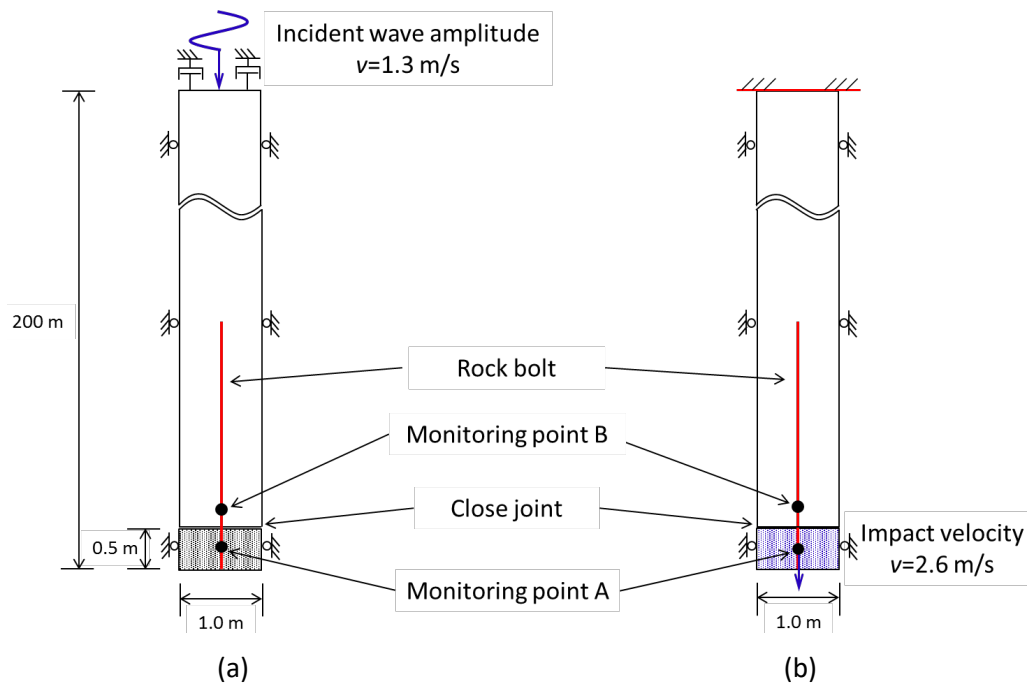 Incident wave amplitude
v=1.3 m/s
200 m
Rock bolt
Monitoring point B
Close joint
Impact velocity
v=2.6 m/s
0.5 m
Monitoring point A
1.0 m
1.0 m
(a)
(b)